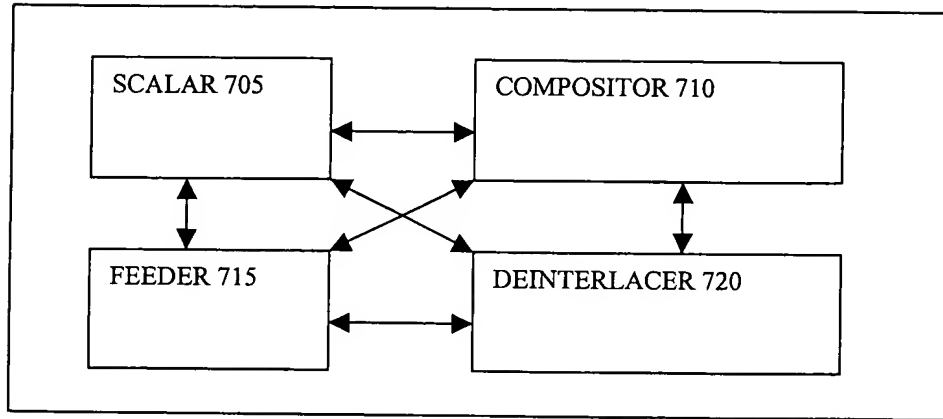 SCALAR 705
COMPOSITOR 710
FEEDER 715
DEINTERLACER 720